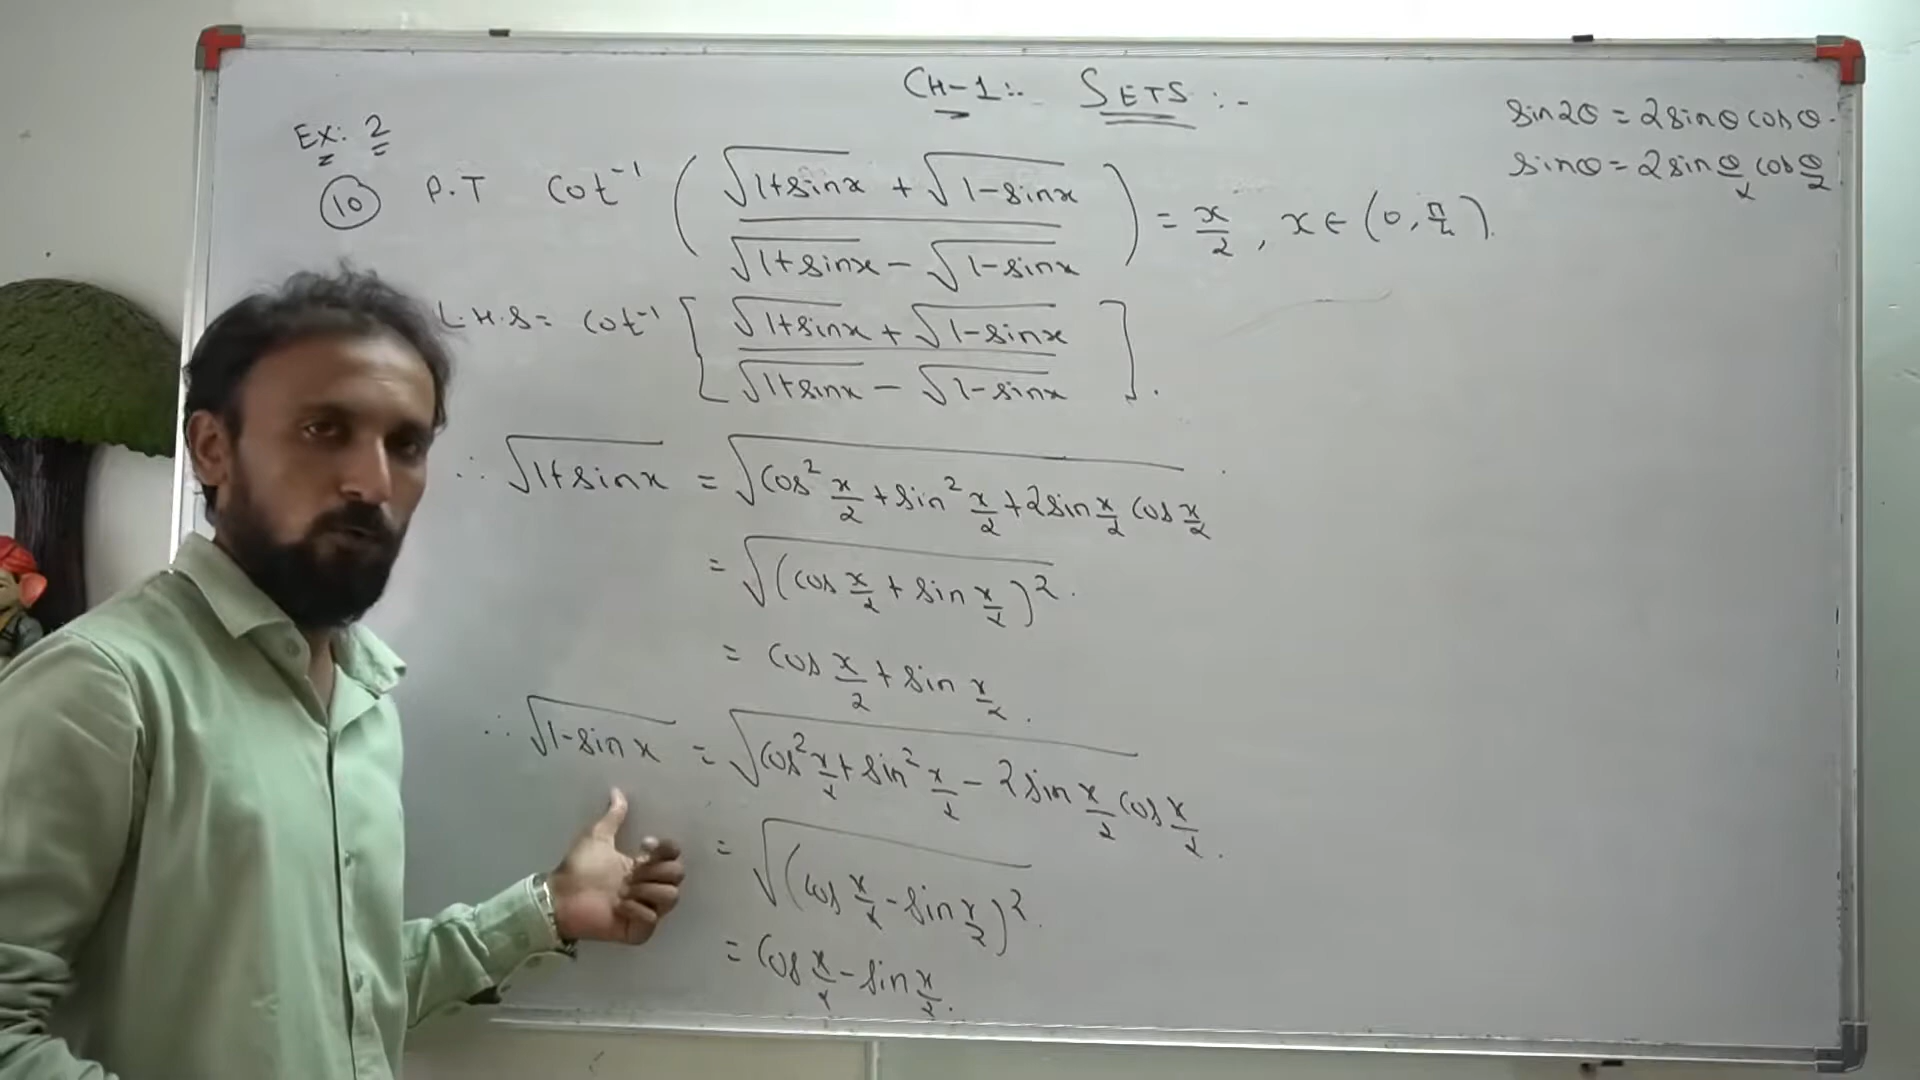 CH-1:. SETS :-
sin2θ = 2sinθ cosθ.
sinθ = 2sin θ/2 cos θ/2
Ex: 2
(10) P.T cot⁻¹ ( (√(1+sinx) + √(1-sinx)) / (√(1+sinx) - √(1-sinx)) ) = x/2, x ∈ (0, π/4).
L.H.S = cot⁻¹ [ (√(1+sinx) + √(1-sinx)) / (√(1+sinx) - √(1-sinx)) ].
∴ √(1+sinx) = √(cos² x/2 + sin² x/2 + 2sin x/2 cos x/2)
= √((cos x/2 + sin x/2)²).
= cos x/2 + sin x/2.
∴ √(1-sinx) = √(cos² x/2 + sin² x/2 - 2sin x/2 cos x/2).
= √((cos x/2 - sin x/2)²).
= cos x/2 - sin x/2.